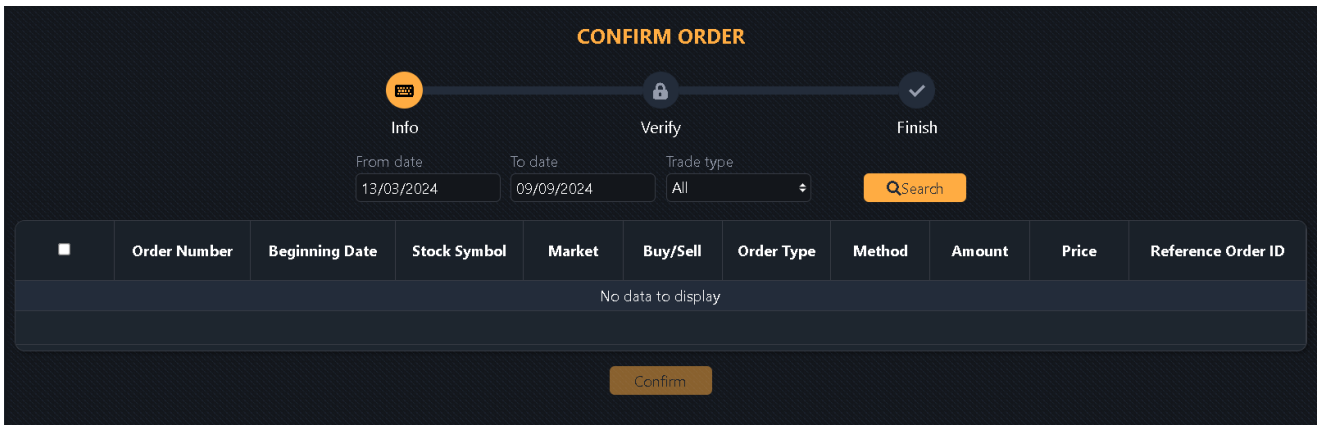 CONFIRM ORDER
Info Verify Finish
From date To date Trade type
13/03/2024 09/09/2024 All Search
Order Number Beginning Date Stock Symbol Market Buy/Sell Order Type Method Amount Price Reference Order ID
No data to display
Confirm